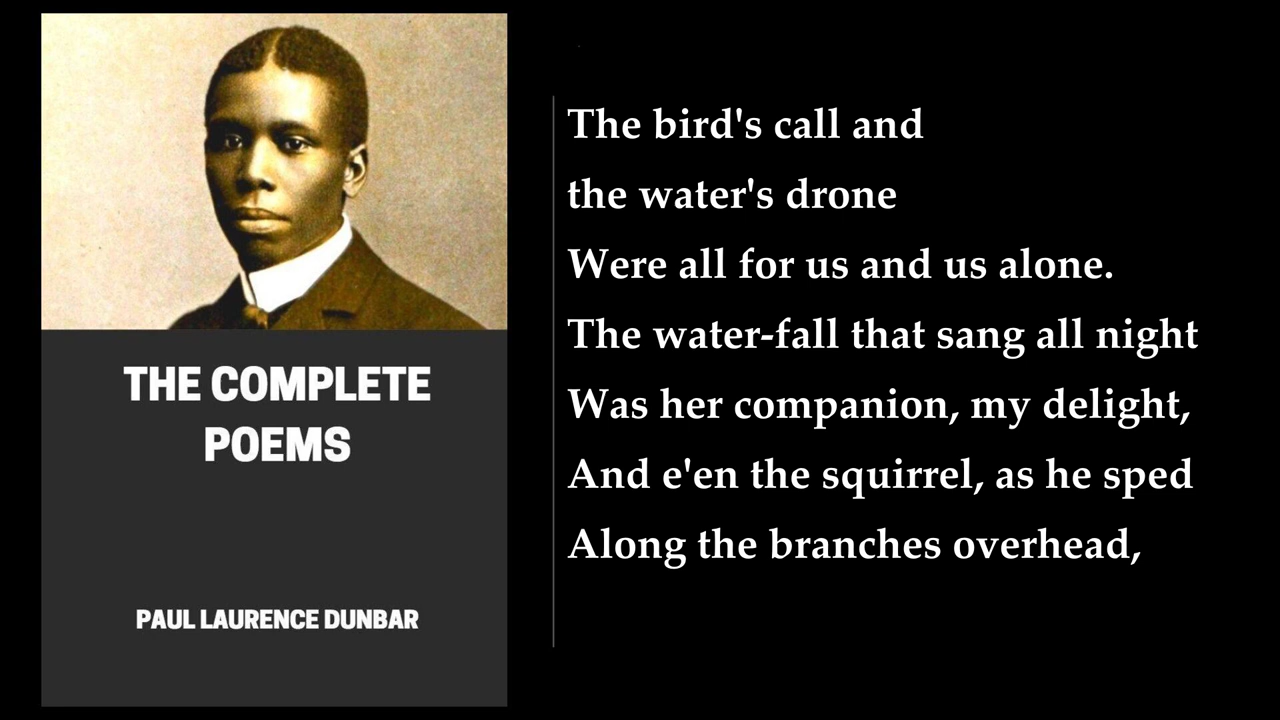 THE COMPLETE
POEMS
PAUL LAURENCE DUNBAR
The bird's call and
the water's drone
Were all for us and us alone.
The water-fall that sang all night
Was her companion, my delight,
And e'en the squirrel, as he sped
Along the branches overhead,